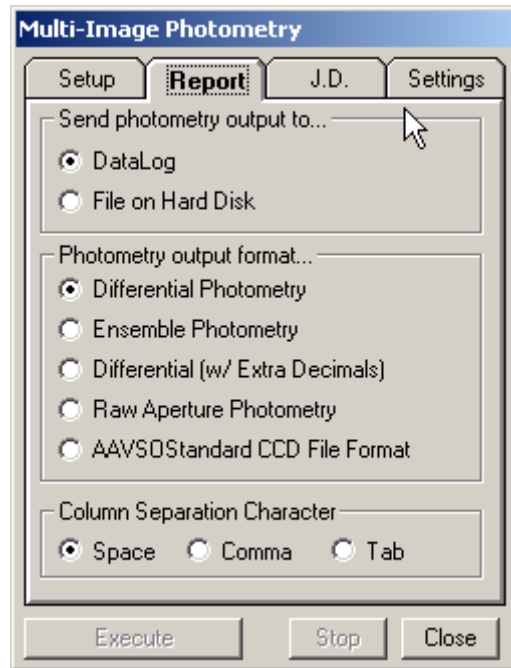 Multi-Image Photometry
Setup Report J.D. Settings
Send photometry output to...
DataLog
File on Hard Disk
Photometry output format...
Differential Photometry
Ensemble Photometry
Differential (w/ Extra Decimals)
Raw Aperture Photometry
AAVSOStandard CCD File Format
Column Separation Character
Space Comma Tab
Execute Stop Close